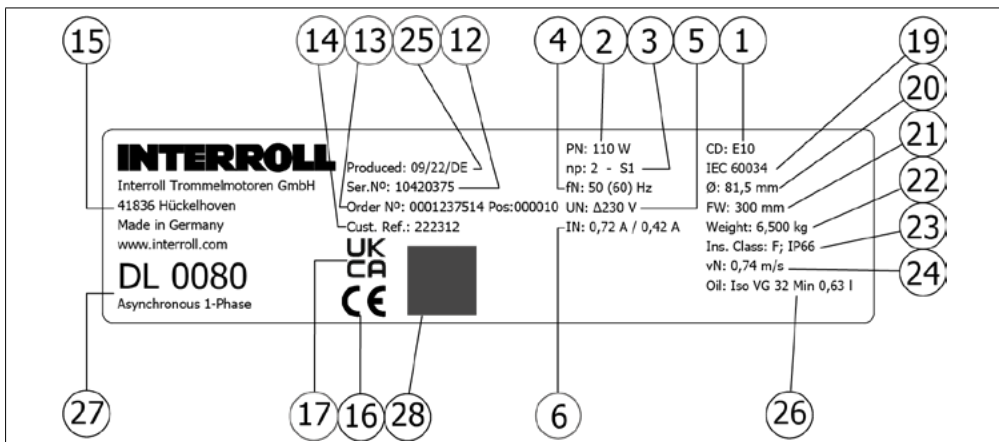 15
14
13
25
12
4
2
3
5
1
19
20
21
22
23
24
INTERROLL
Interroll Trommelmotoren GmbH
41836 Hückelhoven
Made in Germany
www.interroll.com
DL 0080
Asynchronous 1-Phase
Produced: 09/22/DE
Ser.Nº: 10420375
Order Nº: 0001237514 Pos:000010
Cust. Ref.: 222312
UK
CA
CE
PN: 110 W
np: 2 - S1
fN: 50 (60) Hz
UN: Δ230 V
IN: 0,72 A / 0,42 A
CD: E10
IEC 60034
Ø: 81,5 mm
FW: 300 mm
Weight: 6,500 kg
Ins. Class: F; IP66
vN: 0,74 m/s
Oil: Iso VG 32 Min 0,63 l
27
17
16
28
6
26